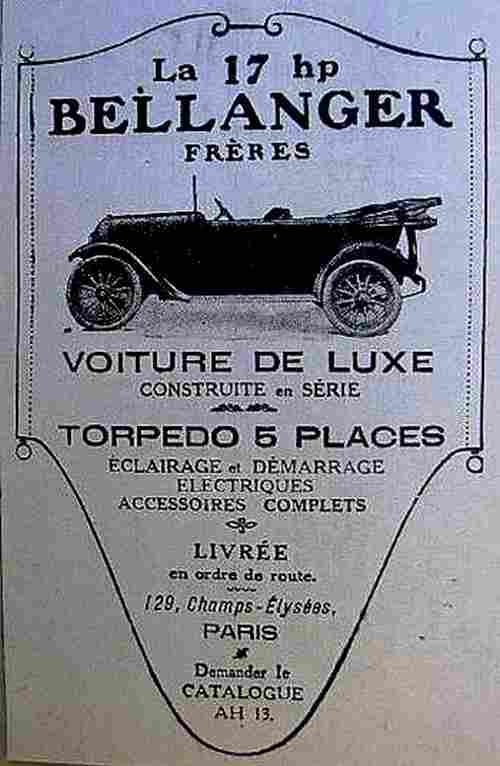 La 17 hp
BELLANGER
FRÈRES
VOITURE DE LUXE
CONSTRUITE en SÉRIE
TORPEDO 5 PLACES
ÉCLAIRAGE et DÉMARRAGE
ELECTRIQUES
ACCESSOIRES COMPLETS
LIVRÉE
en ordre de route.
129, Champs-Élysées,
PARIS
Demander le
CATALOGUE
AH 13.